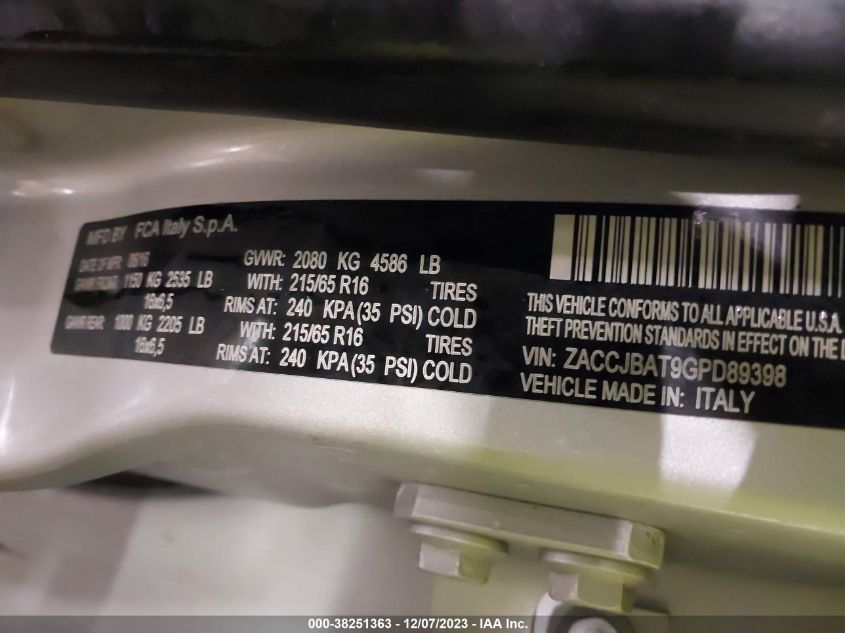 MFD BY FCA Italy S.p.A.
DATE OF MFR 08/16 GVWR: 2080 KG 4586 LB
GAWR FRONT: 1150 KG 2535 LB WITH: 215/65 R16 TIRES
16x6,5 RIMS AT: 240 KPA(35 PSI) COLD
GAWR REAR: 1000 KG 2205 LB WITH: 215/65 R16 TIRES
16x6,5 RIMS AT: 240 KPA(35 PSI) COLD
THIS VEHICLE CONFORMS TO ALL APPLICABLE U.S.A.
THEFT PREVENTION STANDARDS IN EFFECT ON THE
VIN: ZACCJBAT9GPD89398
VEHICLE MADE IN: ITALY
000-38251363 - 12/07/2023 - IAA Inc.